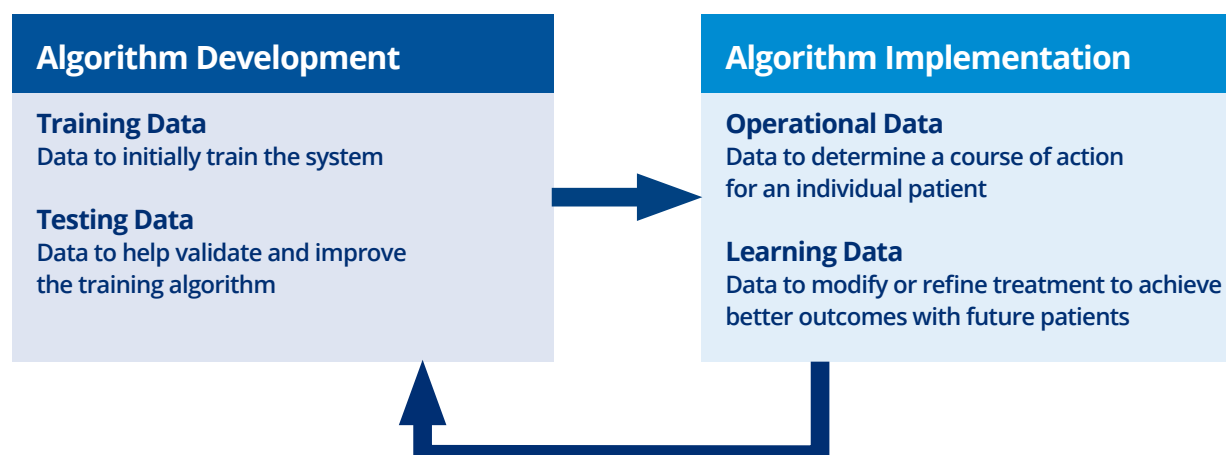 Algorithm Development
Training Data
Data to initially train the system
Testing Data
Data to help validate and improve
the training algorithm
Algorithm Implementation
Operational Data
Data to determine a course of action
for an individual patient
Learning Data
Data to modify or refine treatment to achieve
better outcomes with future patients